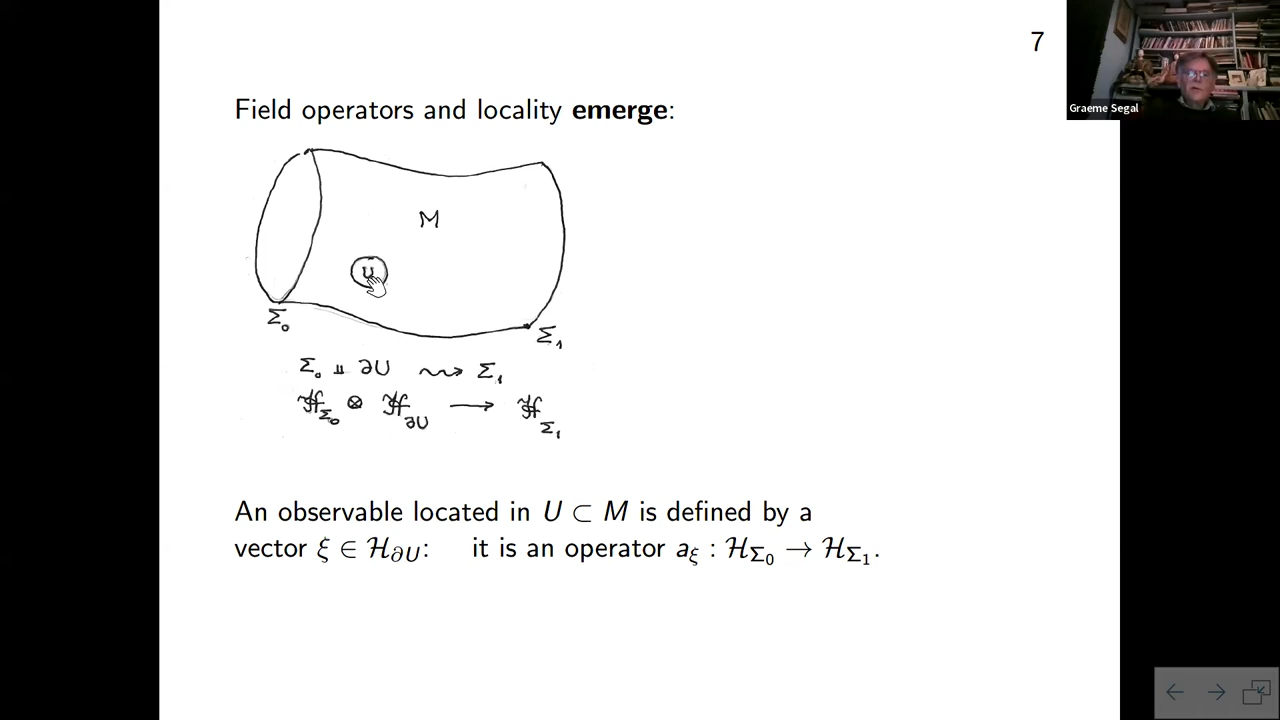 7
Graeme Segal
Field operators and locality emerge:
M
U
Σ₀
Σ₁
Σ₀ ⊔ ∂U ⇝ Σ₁
ℋ_Σ₀ ⊗ ℋ_∂U → ℋ_Σ₁
An observable located in U ⊂ M is defined by a
vector ξ ∈ ℋ_∂U: it is an operator a_ξ : ℋ_Σ₀ → ℋ_Σ₁.